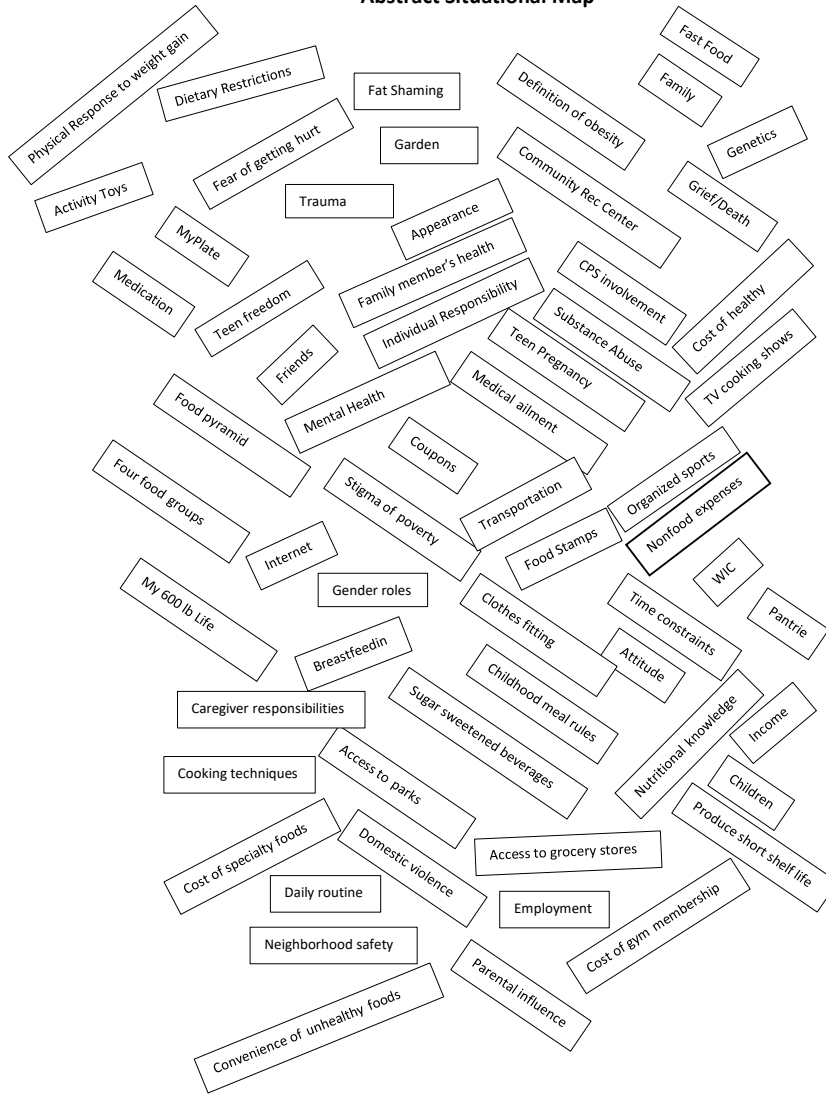 Abstract Situational Map
Fast Food
Physical Response to weight gain
Dietary Restrictions
Fat Shaming
Definition of obesity
Family
Genetics
Fear of getting hurt
Garden
Community Rec Center
Grief/Death
Activity Toys
Trauma
Appearance
MyPlate
Family member's health
CPS involvement
Cost of healthy
Medication
Teen freedom
Individual Responsibility
Substance Abuse
TV cooking shows
Friends
Teen Pregnancy
Medical ailment
Food pyramid
Mental Health
Coupons
Organized sports
Four food groups
Stigma of poverty
Transportation
Nonfood expenses
Internet
Food Stamps
WIC
My 600 lb Life
Gender roles
Clothes fitting
Time constraints
Pantrie
Breastfeedin
Attitude
Caregiver responsibilities
Sugar sweetened beverages
Childhood meal rules
Nutritional knowledge
Income
Cooking techniques
Access to parks
Children
Cost of specialty foods
Domestic violence
Access to grocery stores
Produce short shelf life
Daily routine
Employment
Cost of gym membership
Neighborhood safety
Parental influence
Convenience of unhealthy foods